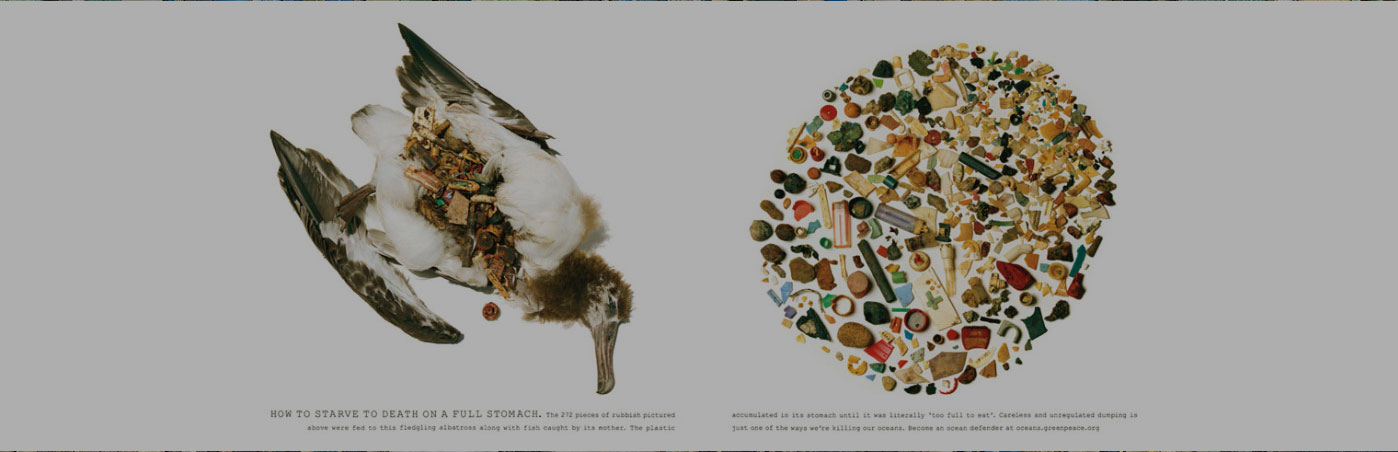 HOW TO STARVE TO DEATH ON A FULL STOMACH. The 272 pieces of rubbish pictured
above were fed to this fledgling albatross along with fish caught by its mother. The plastic
accumulated in its stomach until it was literally "too full to eat". Careless and unregulated dumping is
just one of the ways we're killing our oceans. Become an ocean defender at oceans.greenpeace.org